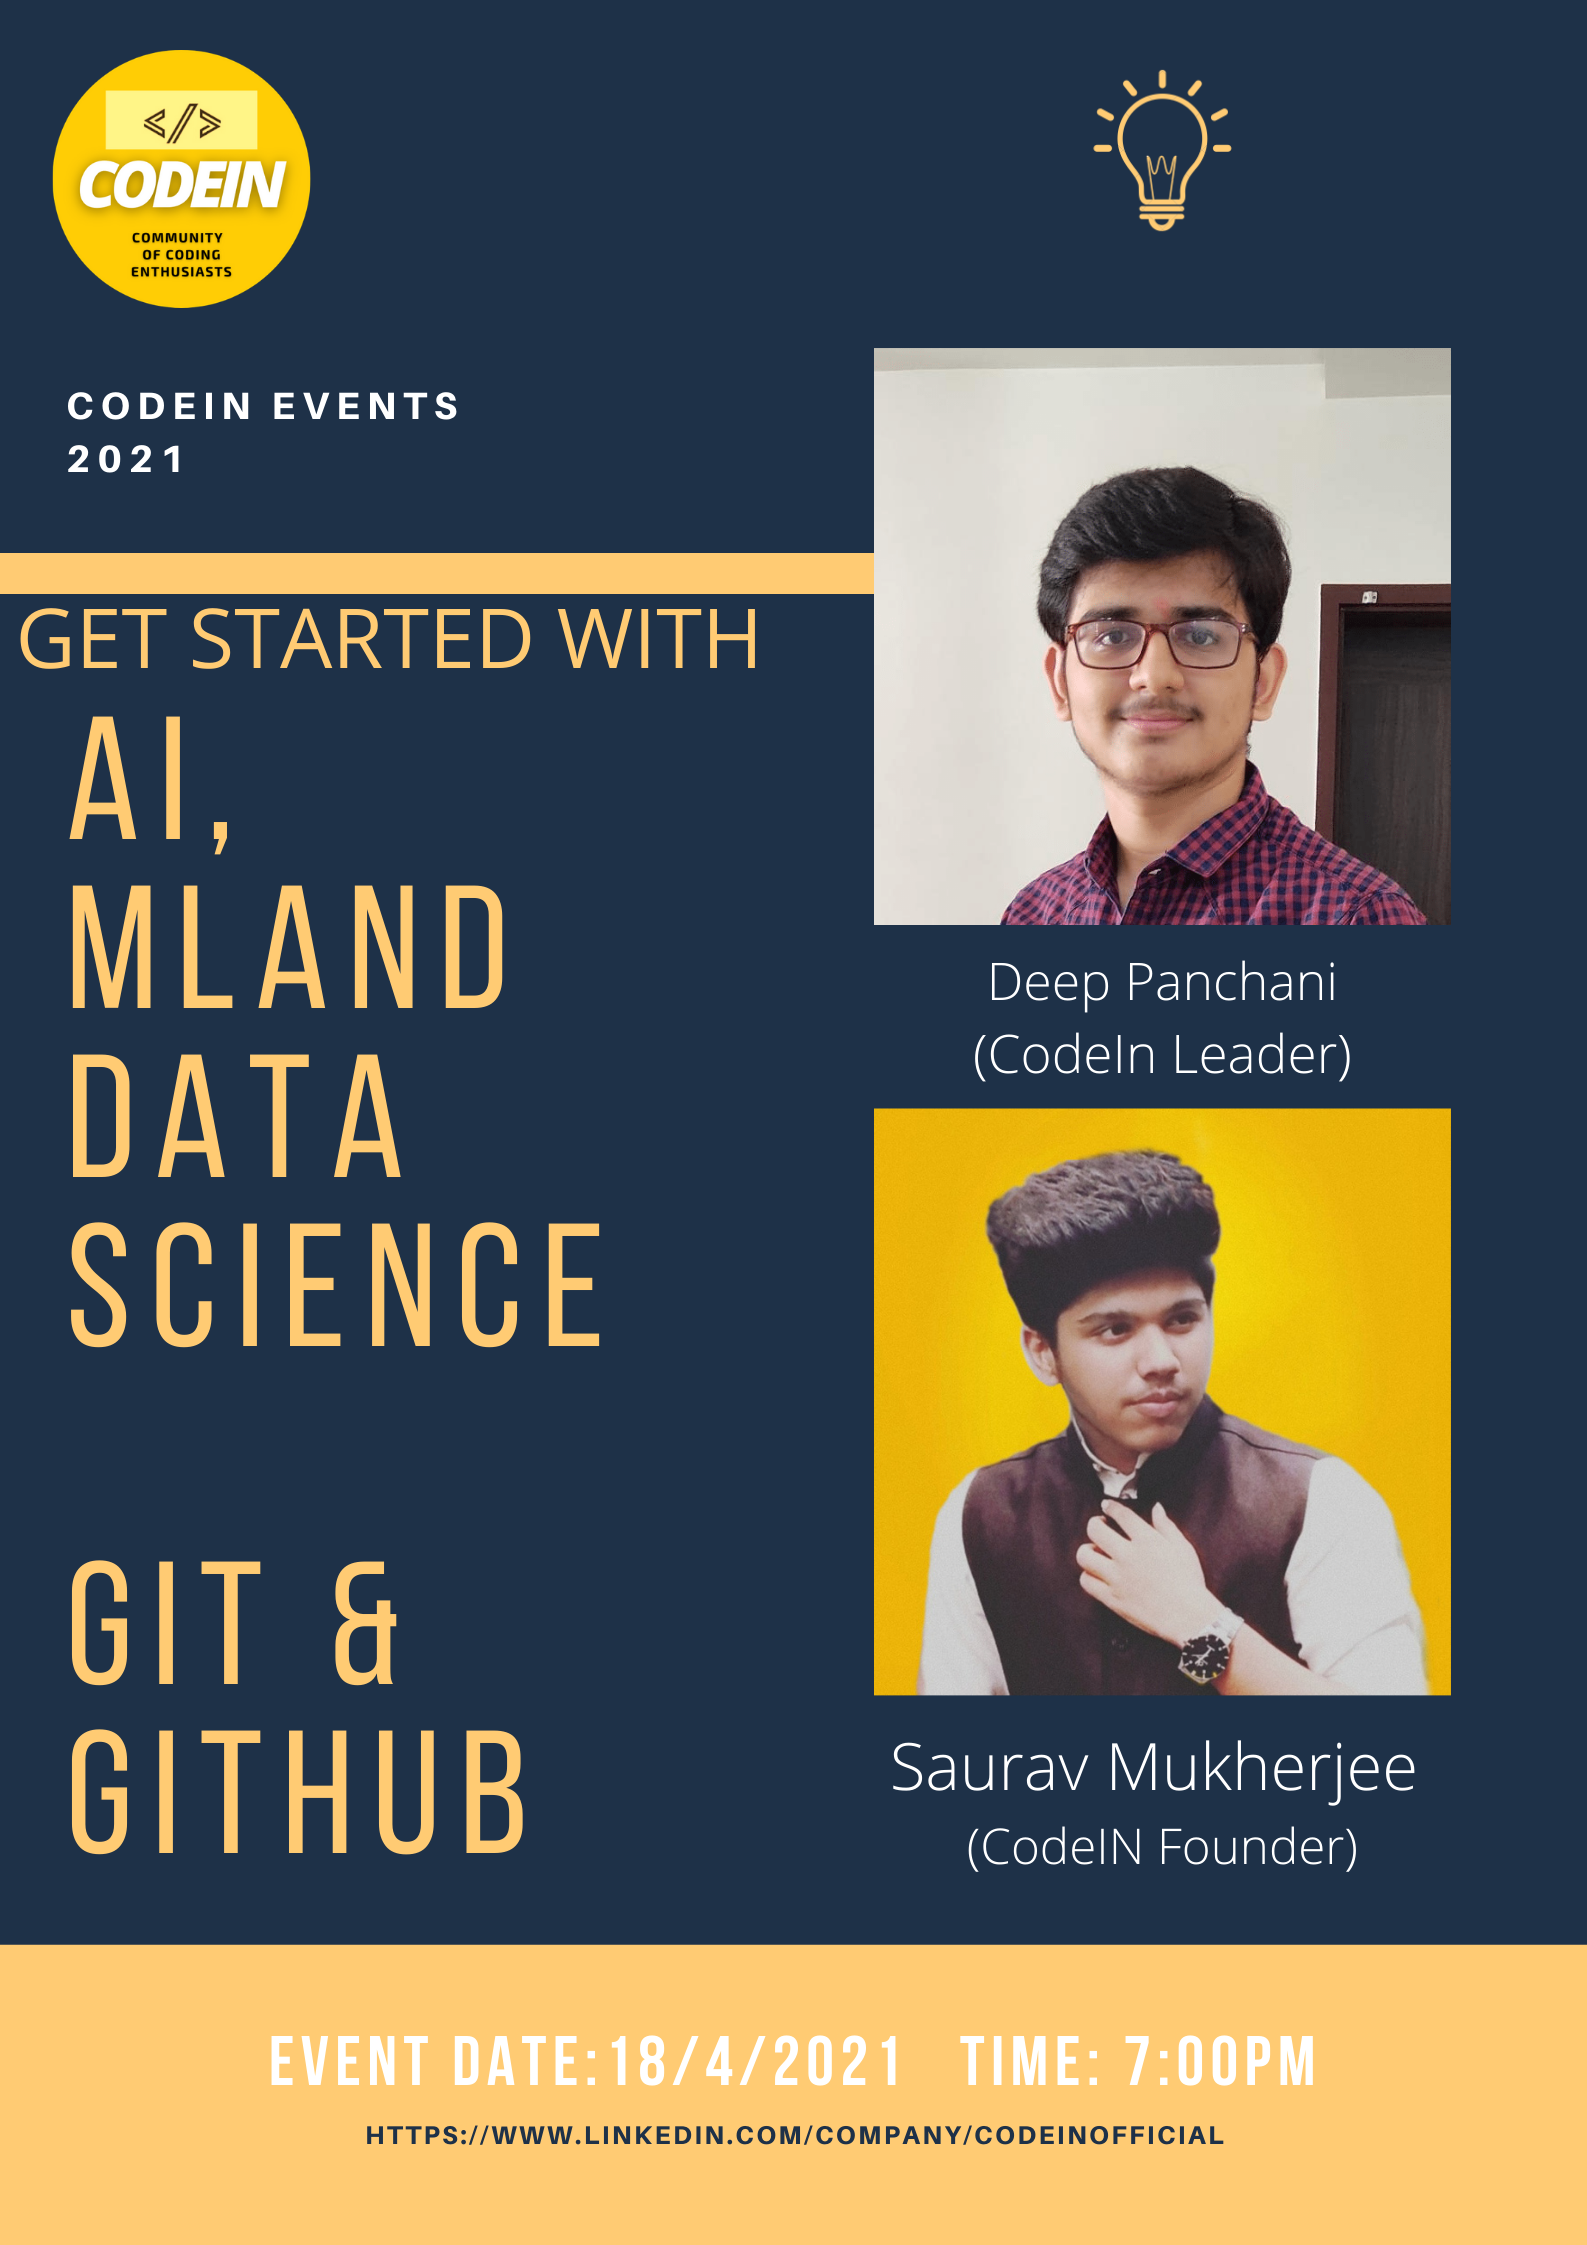 </>
CODEIN
COMMUNITY
OF CODING
ENTHUSIASTS
CODEIN EVENTS
2021
GET STARTED WITH
AI,
MLAND
DATA
SCIENCE
GIT &
GITHUB
Deep Panchani
(CodeIn Leader)
Saurav Mukherjee
(CodeIN Founder)
EVENT DATE:18/4/2021 TIME: 7:00PM
HTTPS://WWW.LINKEDIN.COM/COMPANY/CODEINOFFICIAL